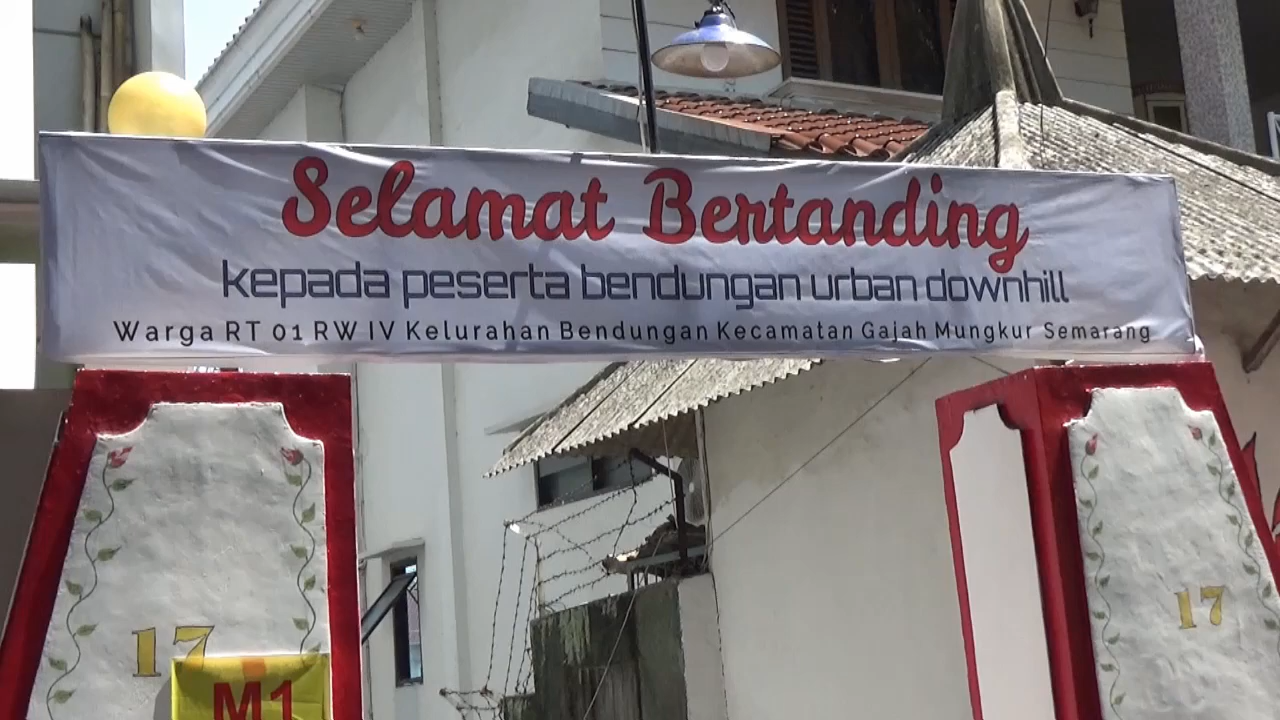 Selamat Bertanding
kepada peserta bendungan urban downhill
Warga RT 01 RW IV Kelurahan Bendungan Kecamatan Gajah Mungkur Semarang
17
M1
17